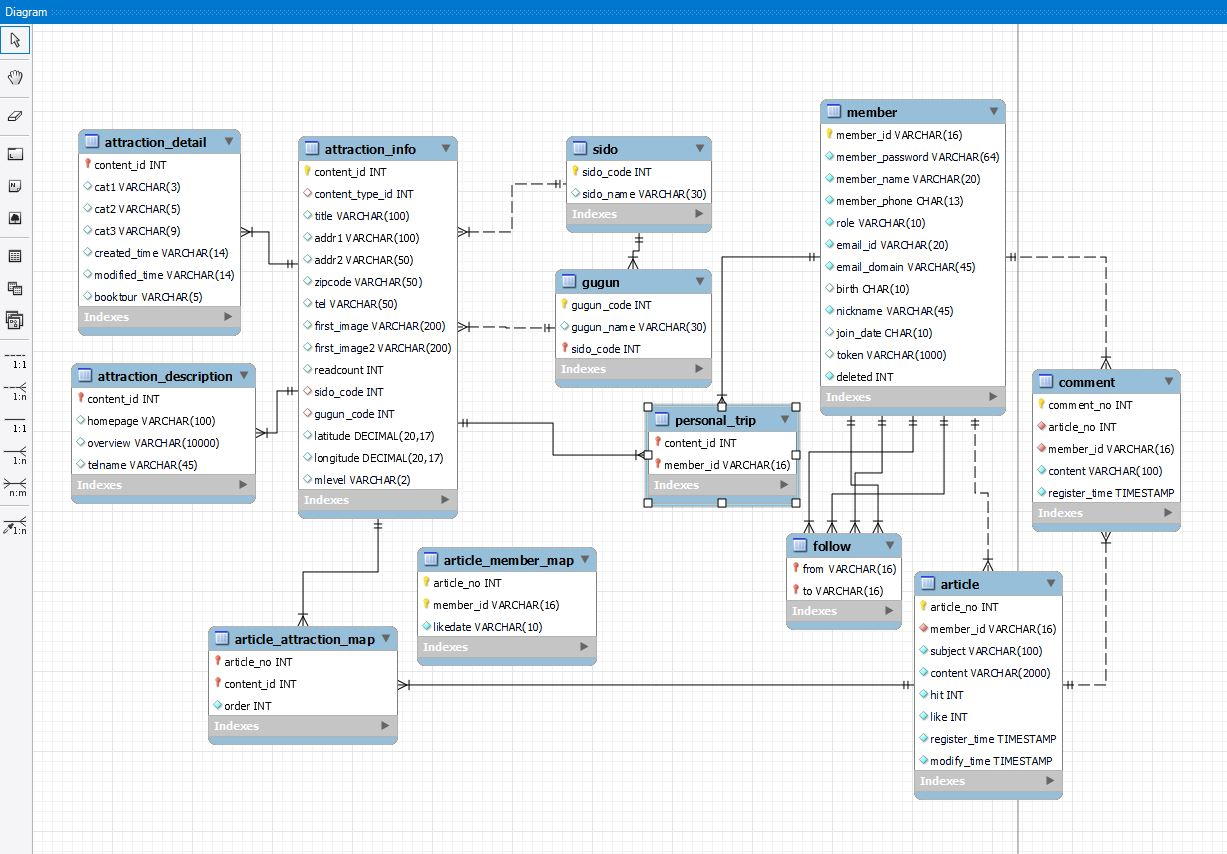 Diagram
1:1
1:n
1:1
1:n
n:m
1:n
attraction_detail
content_id INT
cat1 VARCHAR(3)
cat2 VARCHAR(5)
cat3 VARCHAR(9)
created_time VARCHAR(14)
modified_time VARCHAR(14)
booktour VARCHAR(5)
Indexes
attraction_description
content_id INT
homepage VARCHAR(100)
overview VARCHAR(10000)
telname VARCHAR(45)
Indexes
attraction_info
content_id INT
content_type_id INT
title VARCHAR(100)
addr1 VARCHAR(100)
addr2 VARCHAR(50)
zipcode VARCHAR(50)
tel VARCHAR(50)
first_image VARCHAR(200)
first_image2 VARCHAR(200)
readcount INT
sido_code INT
gugun_code INT
latitude DECIMAL(20,17)
longitude DECIMAL(20,17)
mlevel VARCHAR(2)
Indexes
sido
sido_code INT
sido_name VARCHAR(30)
Indexes
gugun
gugun_code INT
gugun_name VARCHAR(30)
sido_code INT
Indexes
member
member_id VARCHAR(16)
member_password VARCHAR(64)
member_name VARCHAR(20)
member_phone CHAR(13)
role VARCHAR(10)
email_id VARCHAR(20)
email_domain VARCHAR(45)
birth CHAR(10)
nickname VARCHAR(45)
join_date CHAR(10)
token VARCHAR(1000)
deleted INT
Indexes
personal_trip
content_id INT
member_id VARCHAR(16)
Indexes
comment
comment_no INT
article_no INT
member_id VARCHAR(16)
content VARCHAR(100)
register_time TIMESTAMP
Indexes
article_member_map
article_no INT
member_id VARCHAR(16)
likedate VARCHAR(10)
Indexes
follow
from VARCHAR(16)
to VARCHAR(16)
Indexes
article_attraction_map
article_no INT
content_id INT
order INT
Indexes
article
article_no INT
member_id VARCHAR(16)
subject VARCHAR(100)
content VARCHAR(2000)
hit INT
like INT
register_time TIMESTAMP
modify_time TIMESTAMP
Indexes